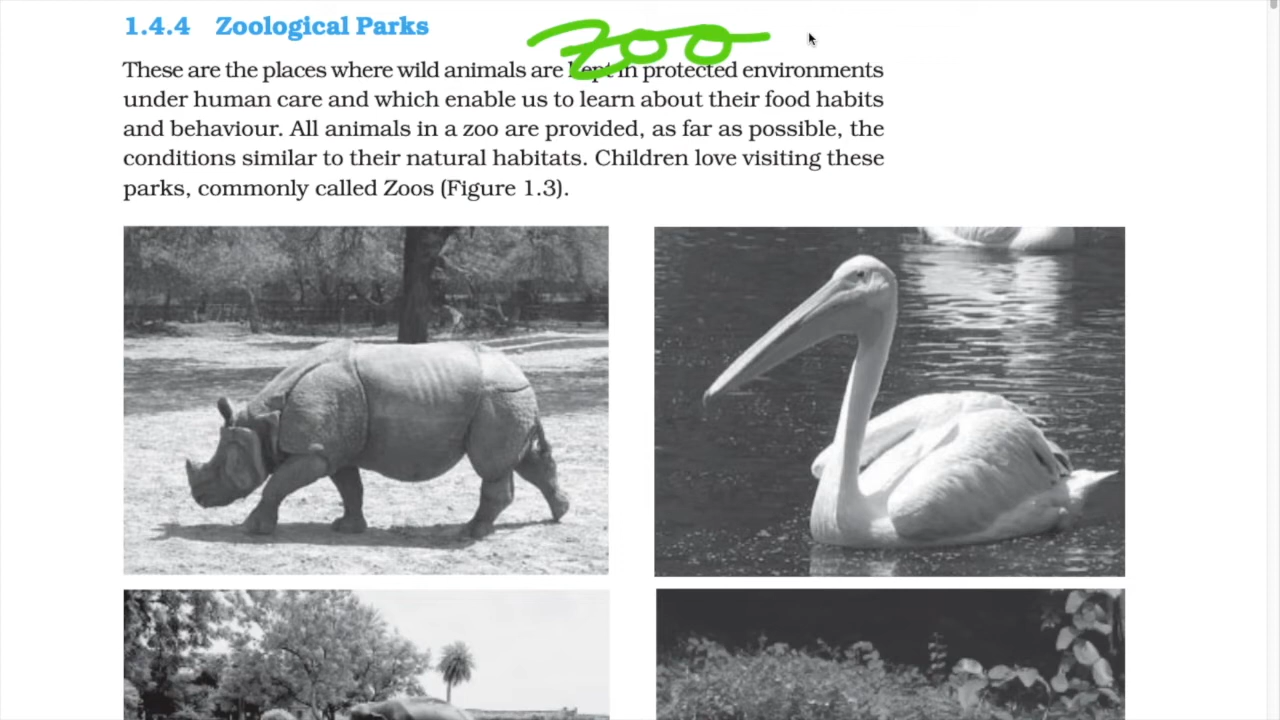 1.4.4 Zoological Parks
zoo
These are the places where wild animals are kept in protected environments
under human care and which enable us to learn about their food habits
and behaviour. All animals in a zoo are provided, as far as possible, the
conditions similar to their natural habitats. Children love visiting these
parks, commonly called Zoos (Figure 1.3).